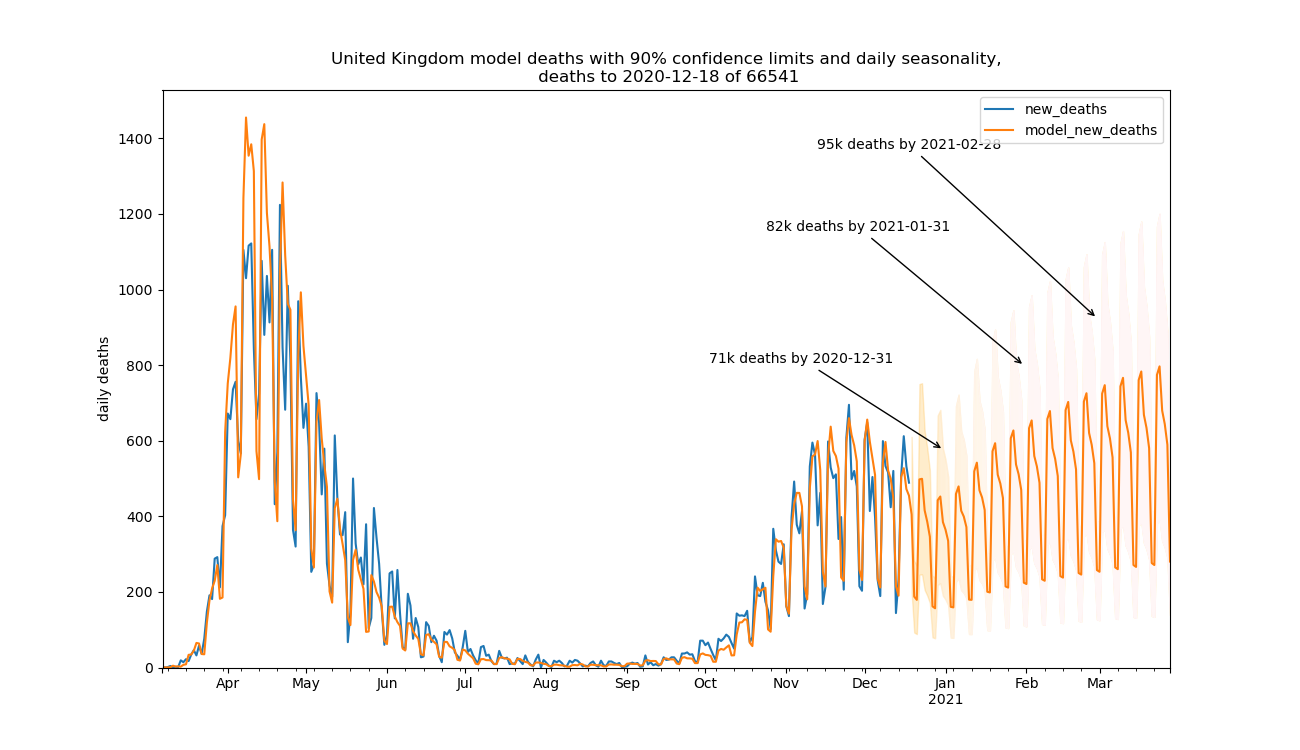 United Kingdom model deaths with 90% confidence limits and daily seasonality,
deaths to 2020-12-18 of 66541
new_deaths
model_new_deaths
95k deaths by 2021-02-28
82k deaths by 2021-01-31
71k deaths by 2020-12-31
daily deaths
1400
1200
1000
800
600
400
200
0
Apr May Jun Jul Aug Sep Oct Nov Dec Jan Feb Mar
2021